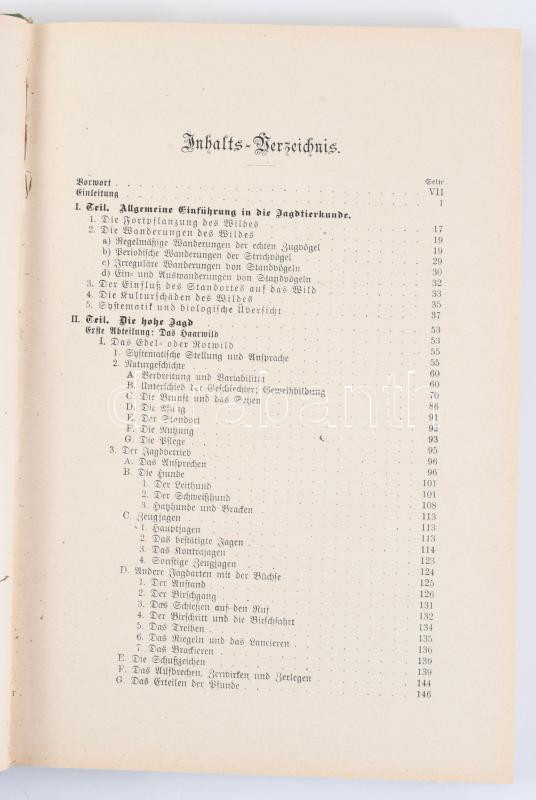 Inhalts-Verzeichnis.
Seite
Vorwort VII
Einleitung 1
I. Teil. Allgemeine Einführung in die Jagdtierkunde.
1. Die Fortpflanzung des Wildes 17
2. Die Wanderungen des Wildes 19
a) Regelmäßige Wanderungen der echten Zugvögel 19
b) Periodische Wanderungen der Strichvögel 29
c) Irreguläre Wanderungen von Standvögeln 30
d) Ein- und Auswanderungen von Standvögeln 32
3. Der Einfluß des Standortes auf das Wild 33
4. Die Kulturschäden des Wildes 35
5. Systematik und biologische Übersicht 37
II. Teil. Die hohe Jagd 53
Erste Abteilung: Das Haarwild 53
I. Das Edel- oder Rotwild 55
1. Systematische Stellung und Ansprache 55
2. Naturgeschichte 60
A. Verbreitung und Variabilität 60
B. Unterschied der Geschlechter; Geweihbildung 70
C. Die Brunft und das Setzen 86
D. Die Äsung 91
E. Der Standort 92
F. Die Nutzung 93
G. Die Pflege 95
3. Der Jagdbetrieb 96
A. Das Ansprechen 96
B. Die Hunde 101
1. Der Leithund 101
2. Der Schweißhund 108
3. Hatzhunde und Bracken 113
C. Zeugjagen 113
1. Hauptjagen 113
2. Das bestätigte Jagen 114
3. Das Kontrajagen 123
4. Sonstige Zeugjagen 124
D. Andere Jagdarten mit der Büchse 125
1. Der Anstand 126
2. Der Birschgang 131
3. Das Schießen auf den Ruf 132
4. Der Birschritt und die Birschfahrt 134
5. Das Treiben 135
6. Das Riegeln und das Lancieren 136
7. Das Brackieren 139
E. Die Schußzeichen 139
F. Das Aufbrechen, Zerwirken und Zerlegen 144
G. Das Erteilen der Pfunde 146
darabanth